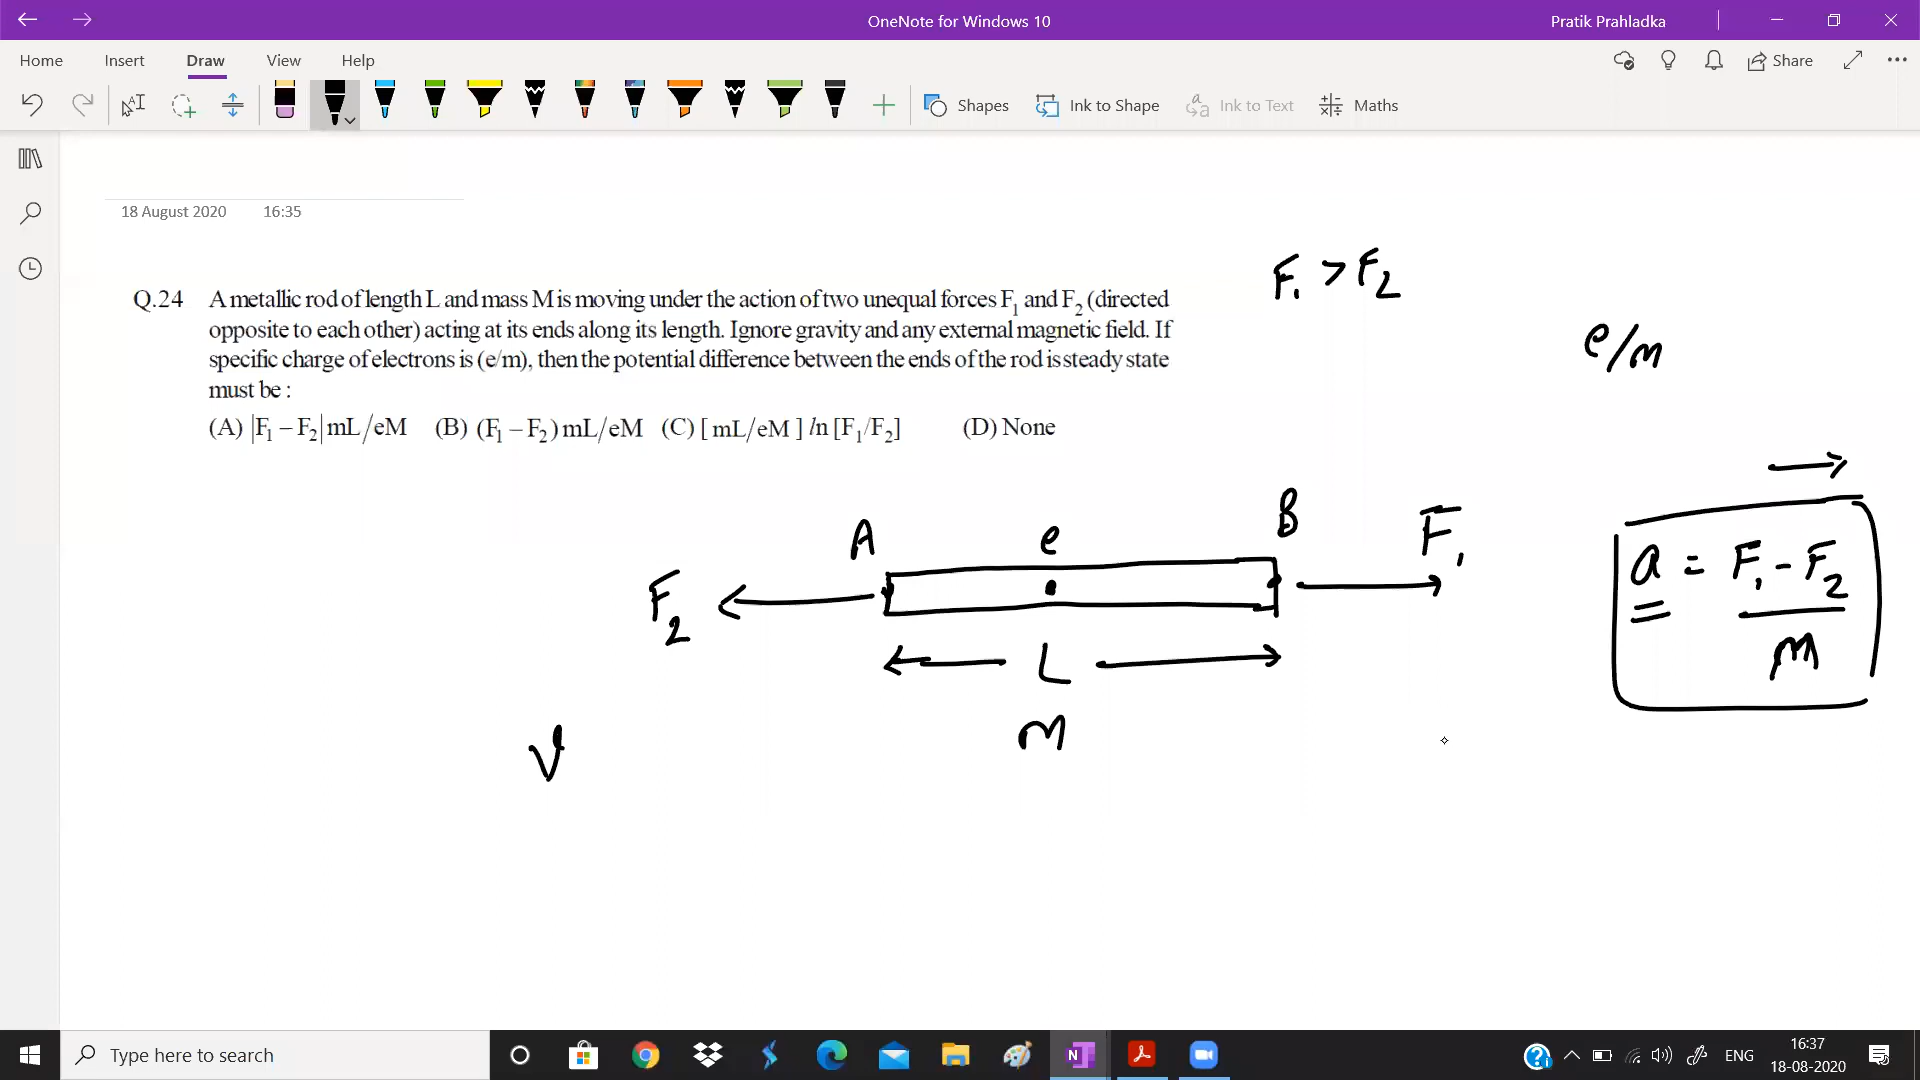 OneNote for Windows 10
Pratik Prahladka
Home Insert Draw View Help
Share
Shapes Ink to Shape Ink to Text Maths
18 August 2020 16:35
Q.24 A metallic rod of length L and mass M is moving under the action of two unequal forces F₁ and F₂ (directed
opposite to each other) acting at its ends along its length. Ignore gravity and any external magnetic field. If
specific charge of electrons is (e/m), then the potential difference between the ends of the rod is steady state
must be :
(A) |F₁ − F₂| mL/eM (B) (F₁ − F₂) mL/eM (C) [ mL/eM ] ln [F₁/F₂] (D) None
F₁ > F₂
e/m
A e B F₁
F₂
a = F₁ - F₂
M
L
M
V
Type here to search
ENG
16:37
18-08-2020